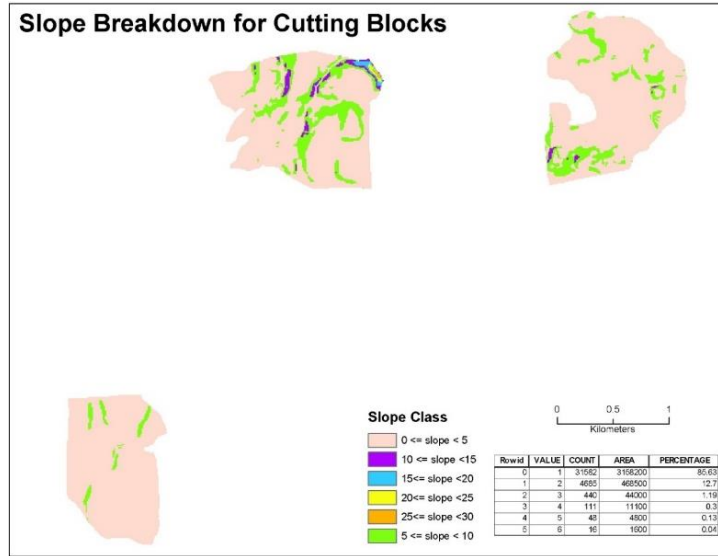 Slope Breakdown for Cutting Blocks
Slope Class
0 <= slope < 5
10 <= slope <15
15<= slope <20
20<= slope <25
25<= slope <30
5 <= slope < 10
0 0.5 1
Kilometers
Rowid VALUE COUNT AREA PERCENTAGE
0 1 31582 3158200 85.63
1 2 4685 468500 12.7
2 3 440 44000 1.19
3 4 111 11100 0.3
4 5 48 4800 0.13
5 6 16 1600 0.04